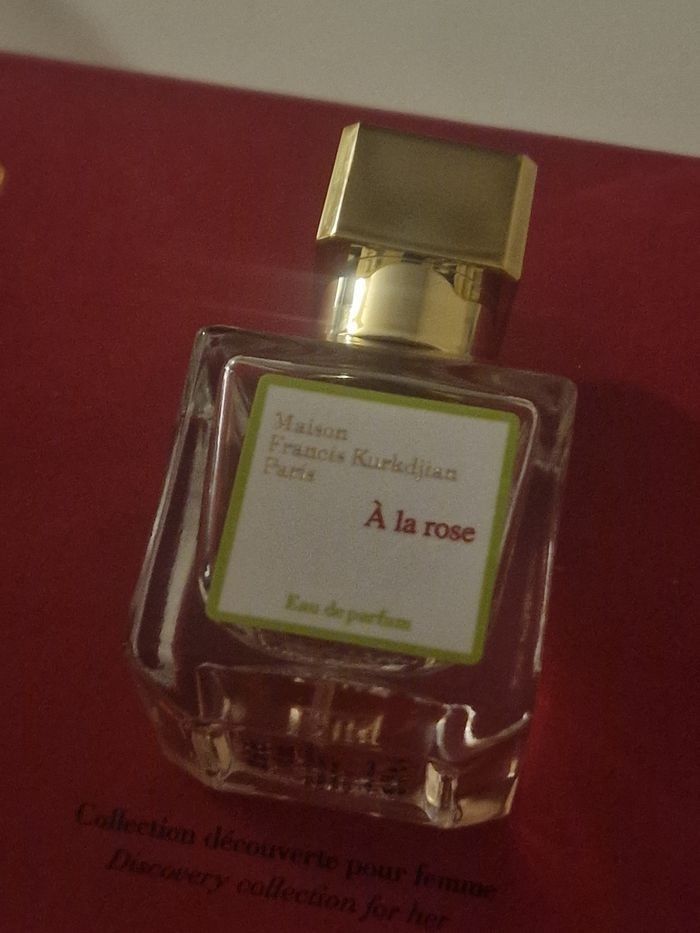 Maison
Francis Kurkdjian
Paris
À la rose
Eau de parfum
Collection découverte pour femme
Discovery collection for her